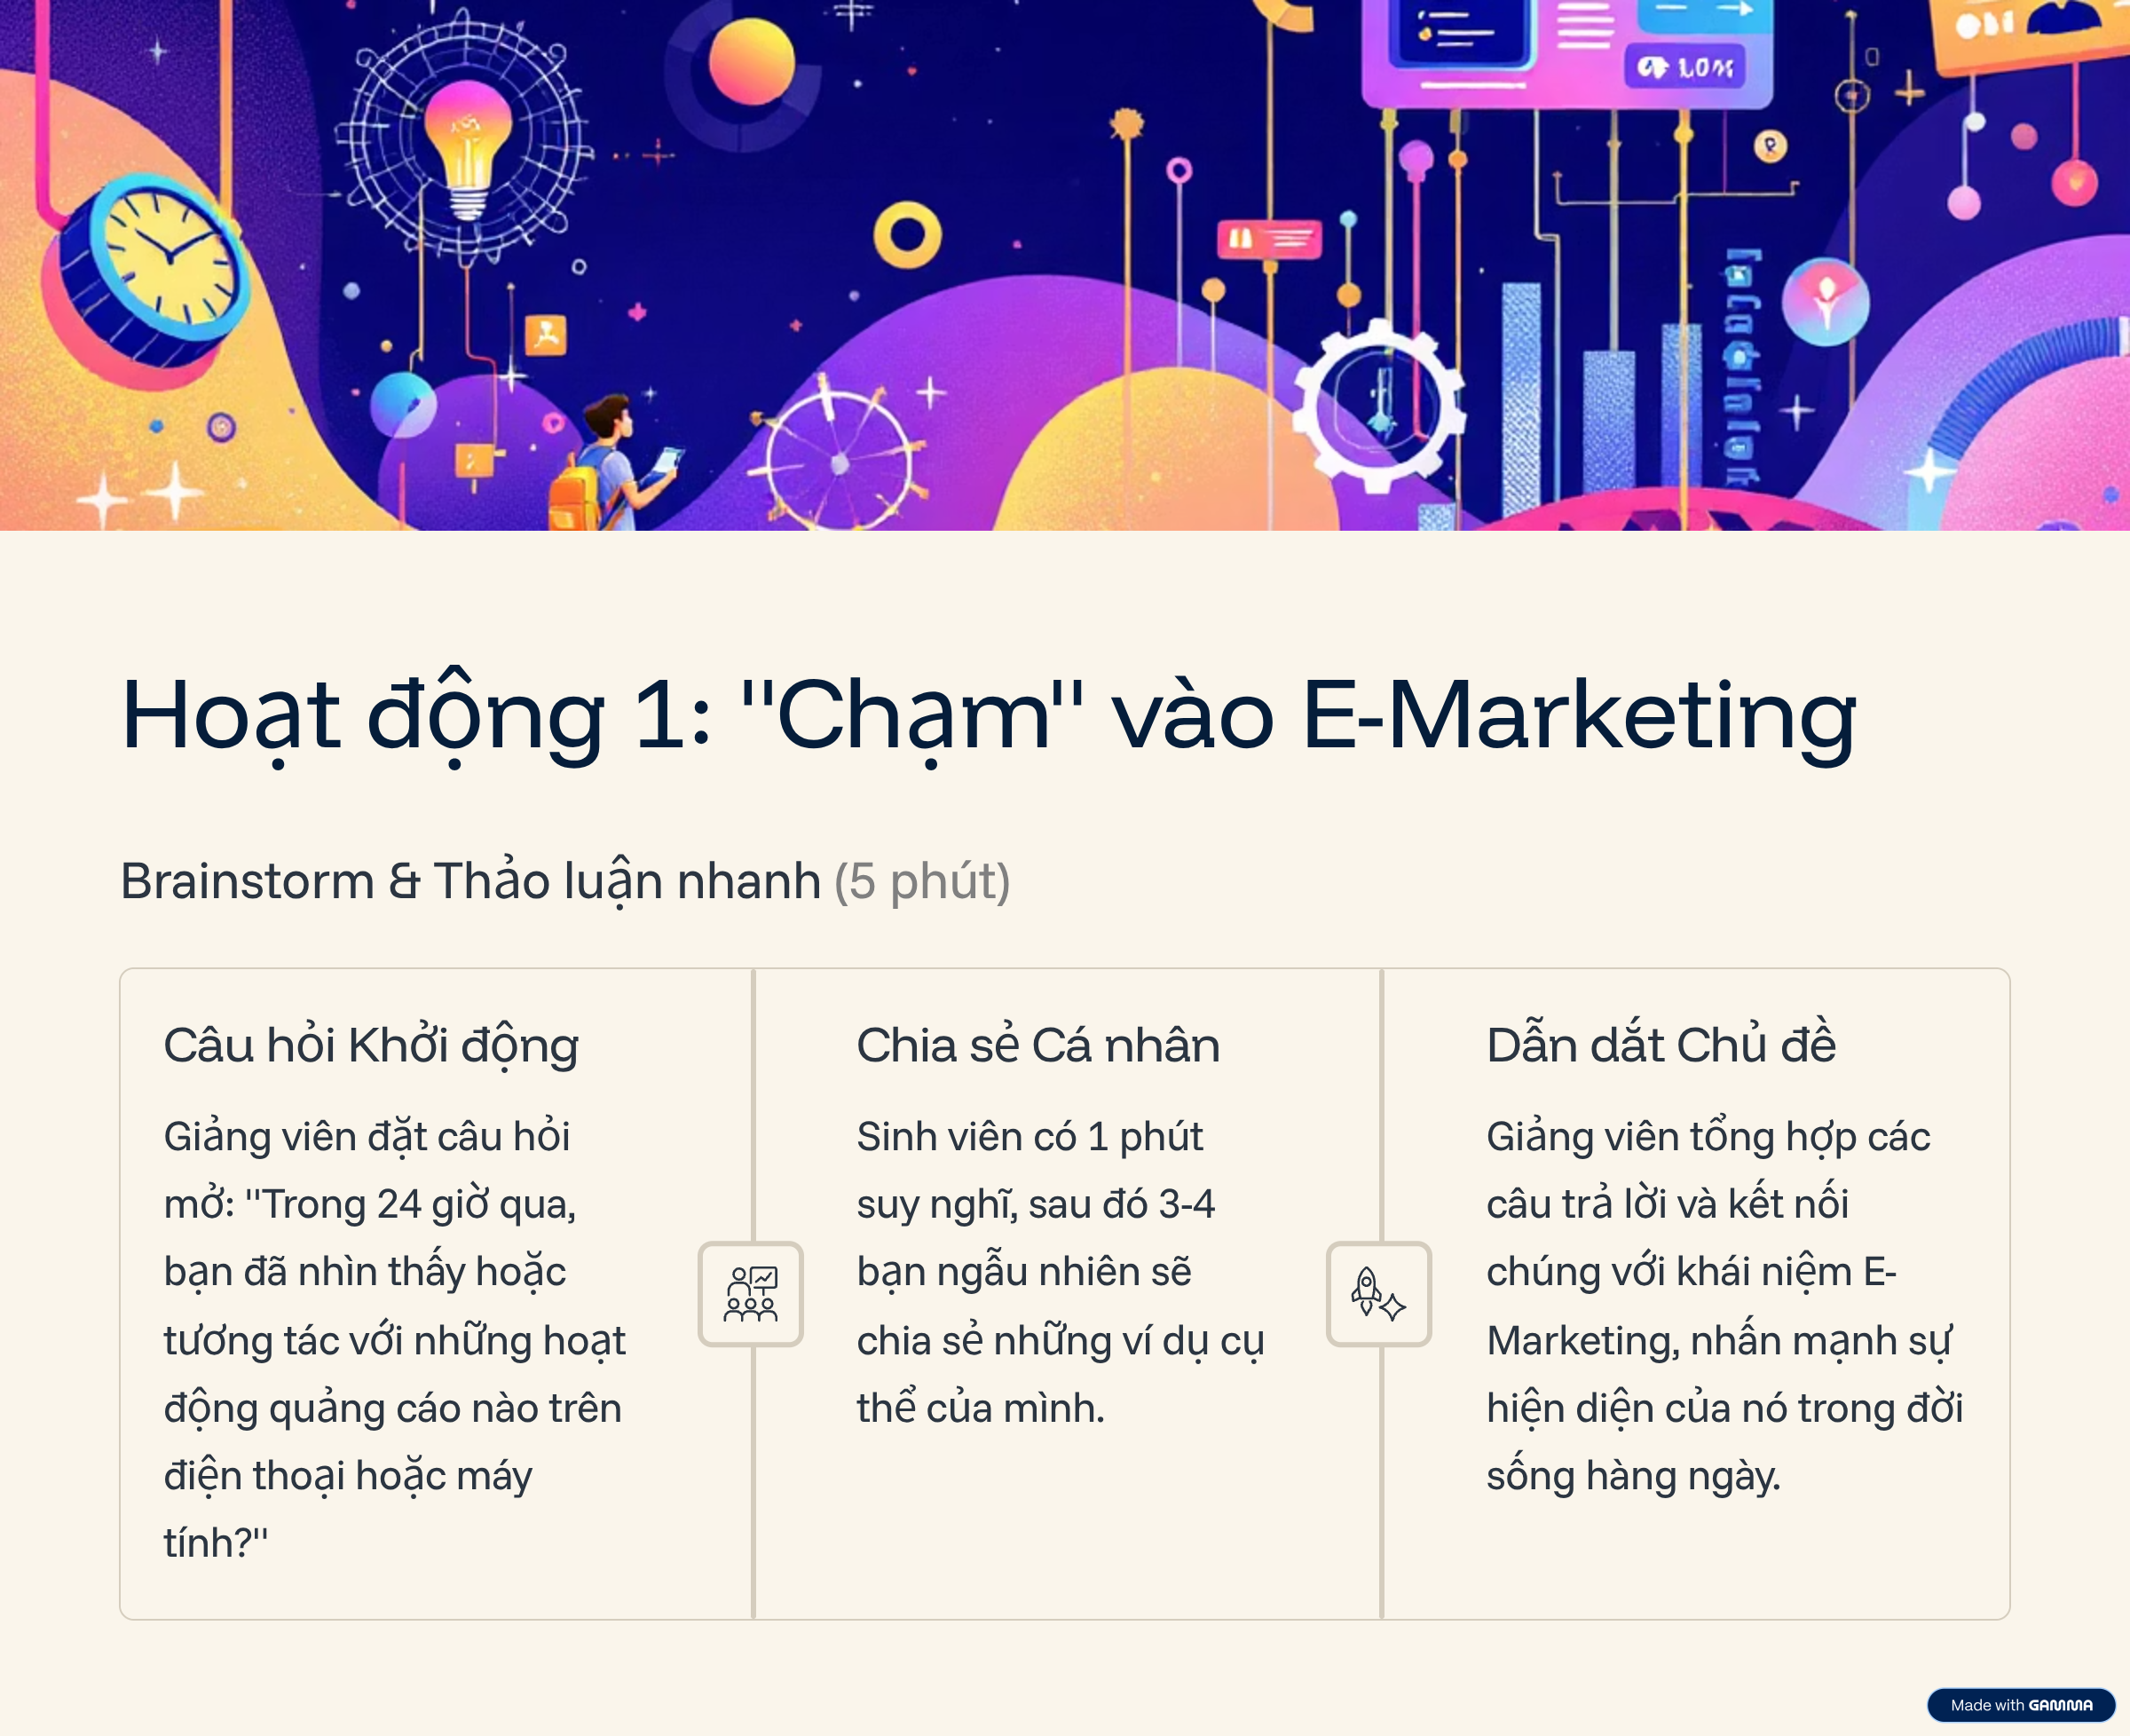 Hoạt động 1: "Chạm" vào E-Marketing
Brainstorm & Thảo luận nhanh (5 phút)
Câu hỏi Khởi động
Giảng viên đặt câu hỏi
mở: "Trong 24 giờ qua,
bạn đã nhìn thấy hoặc
tương tác với những hoạt
động quảng cáo nào trên
điện thoại hoặc máy
tính?"
Chia sẻ Cá nhân
Sinh viên có 1 phút
suy nghĩ, sau đó 3-4
bạn ngẫu nhiên sẽ
chia sẻ những ví dụ cụ
thể của mình.
Dẫn dắt Chủ đề
Giảng viên tổng hợp các
câu trả lời và kết nối
chúng với khái niệm E-
Marketing, nhấn mạnh sự
hiện diện của nó trong đời
sống hàng ngày.
Made with GAMMA